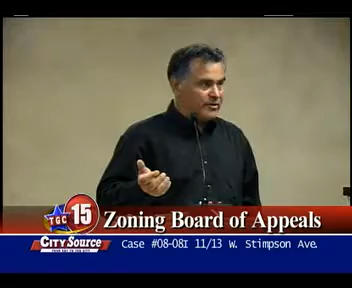 TGC 15
Zoning Board of Appeals
CITY SOURCE
Case #08-08I 11/13 W. Stimpson Ave.